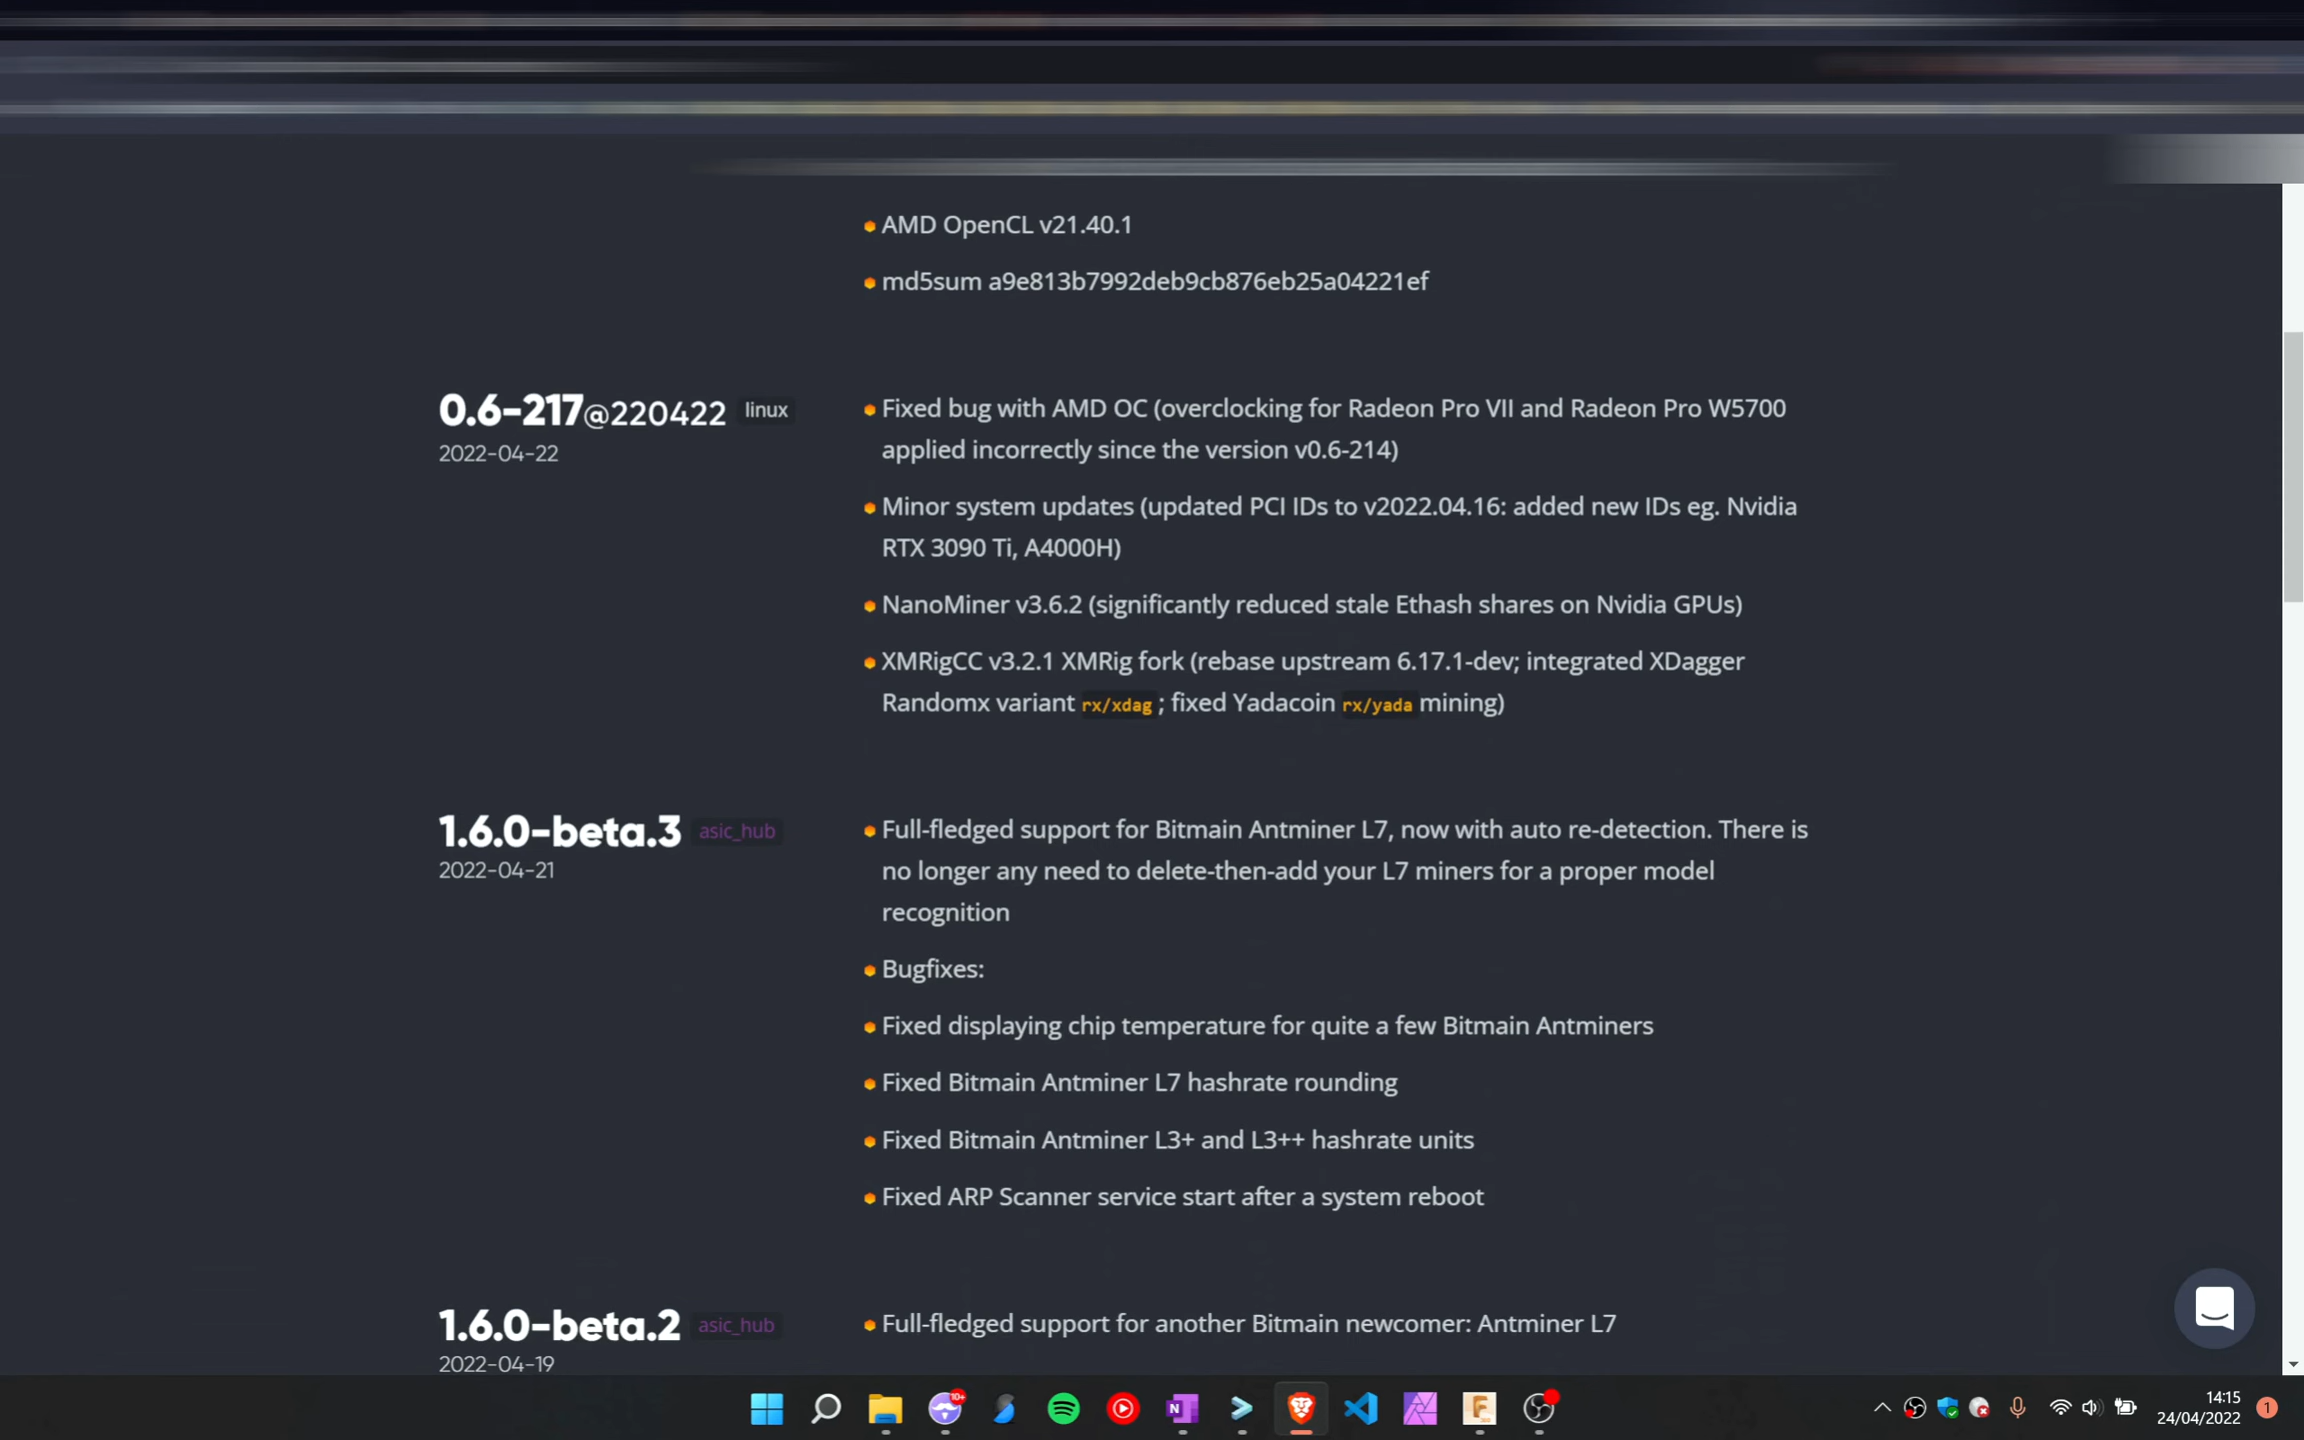 AMD OpenCL v21.40.1
md5sum a9e813b7992deb9cb876eb25a04221ef
0.6-217@220422 linux
2022-04-22
Fixed bug with AMD OC (overclocking for Radeon Pro VII and Radeon Pro W5700
applied incorrectly since the version v0.6-214)
Minor system updates (updated PCI IDs to v2022.04.16: added new IDs eg. Nvidia
RTX 3090 Ti, A4000H)
NanoMiner v3.6.2 (significantly reduced stale Ethash shares on Nvidia GPUs)
XMRigCC v3.2.1 XMRig fork (rebase upstream 6.17.1-dev; integrated XDagger
Randomx variant rx/xdag ; fixed Yadacoin rx/yada mining)
1.6.0-beta.3 asic_hub
2022-04-21
Full-fledged support for Bitmain Antminer L7, now with auto re-detection. There is
no longer any need to delete-then-add your L7 miners for a proper model
recognition
Bugfixes:
Fixed displaying chip temperature for quite a few Bitmain Antminers
Fixed Bitmain Antminer L7 hashrate rounding
Fixed Bitmain Antminer L3+ and L3++ hashrate units
Fixed ARP Scanner service start after a system reboot
1.6.0-beta.2 asic_hub
2022-04-19
Full-fledged support for another Bitmain newcomer: Antminer L7
10+
N
F
14:15
24/04/2022
1